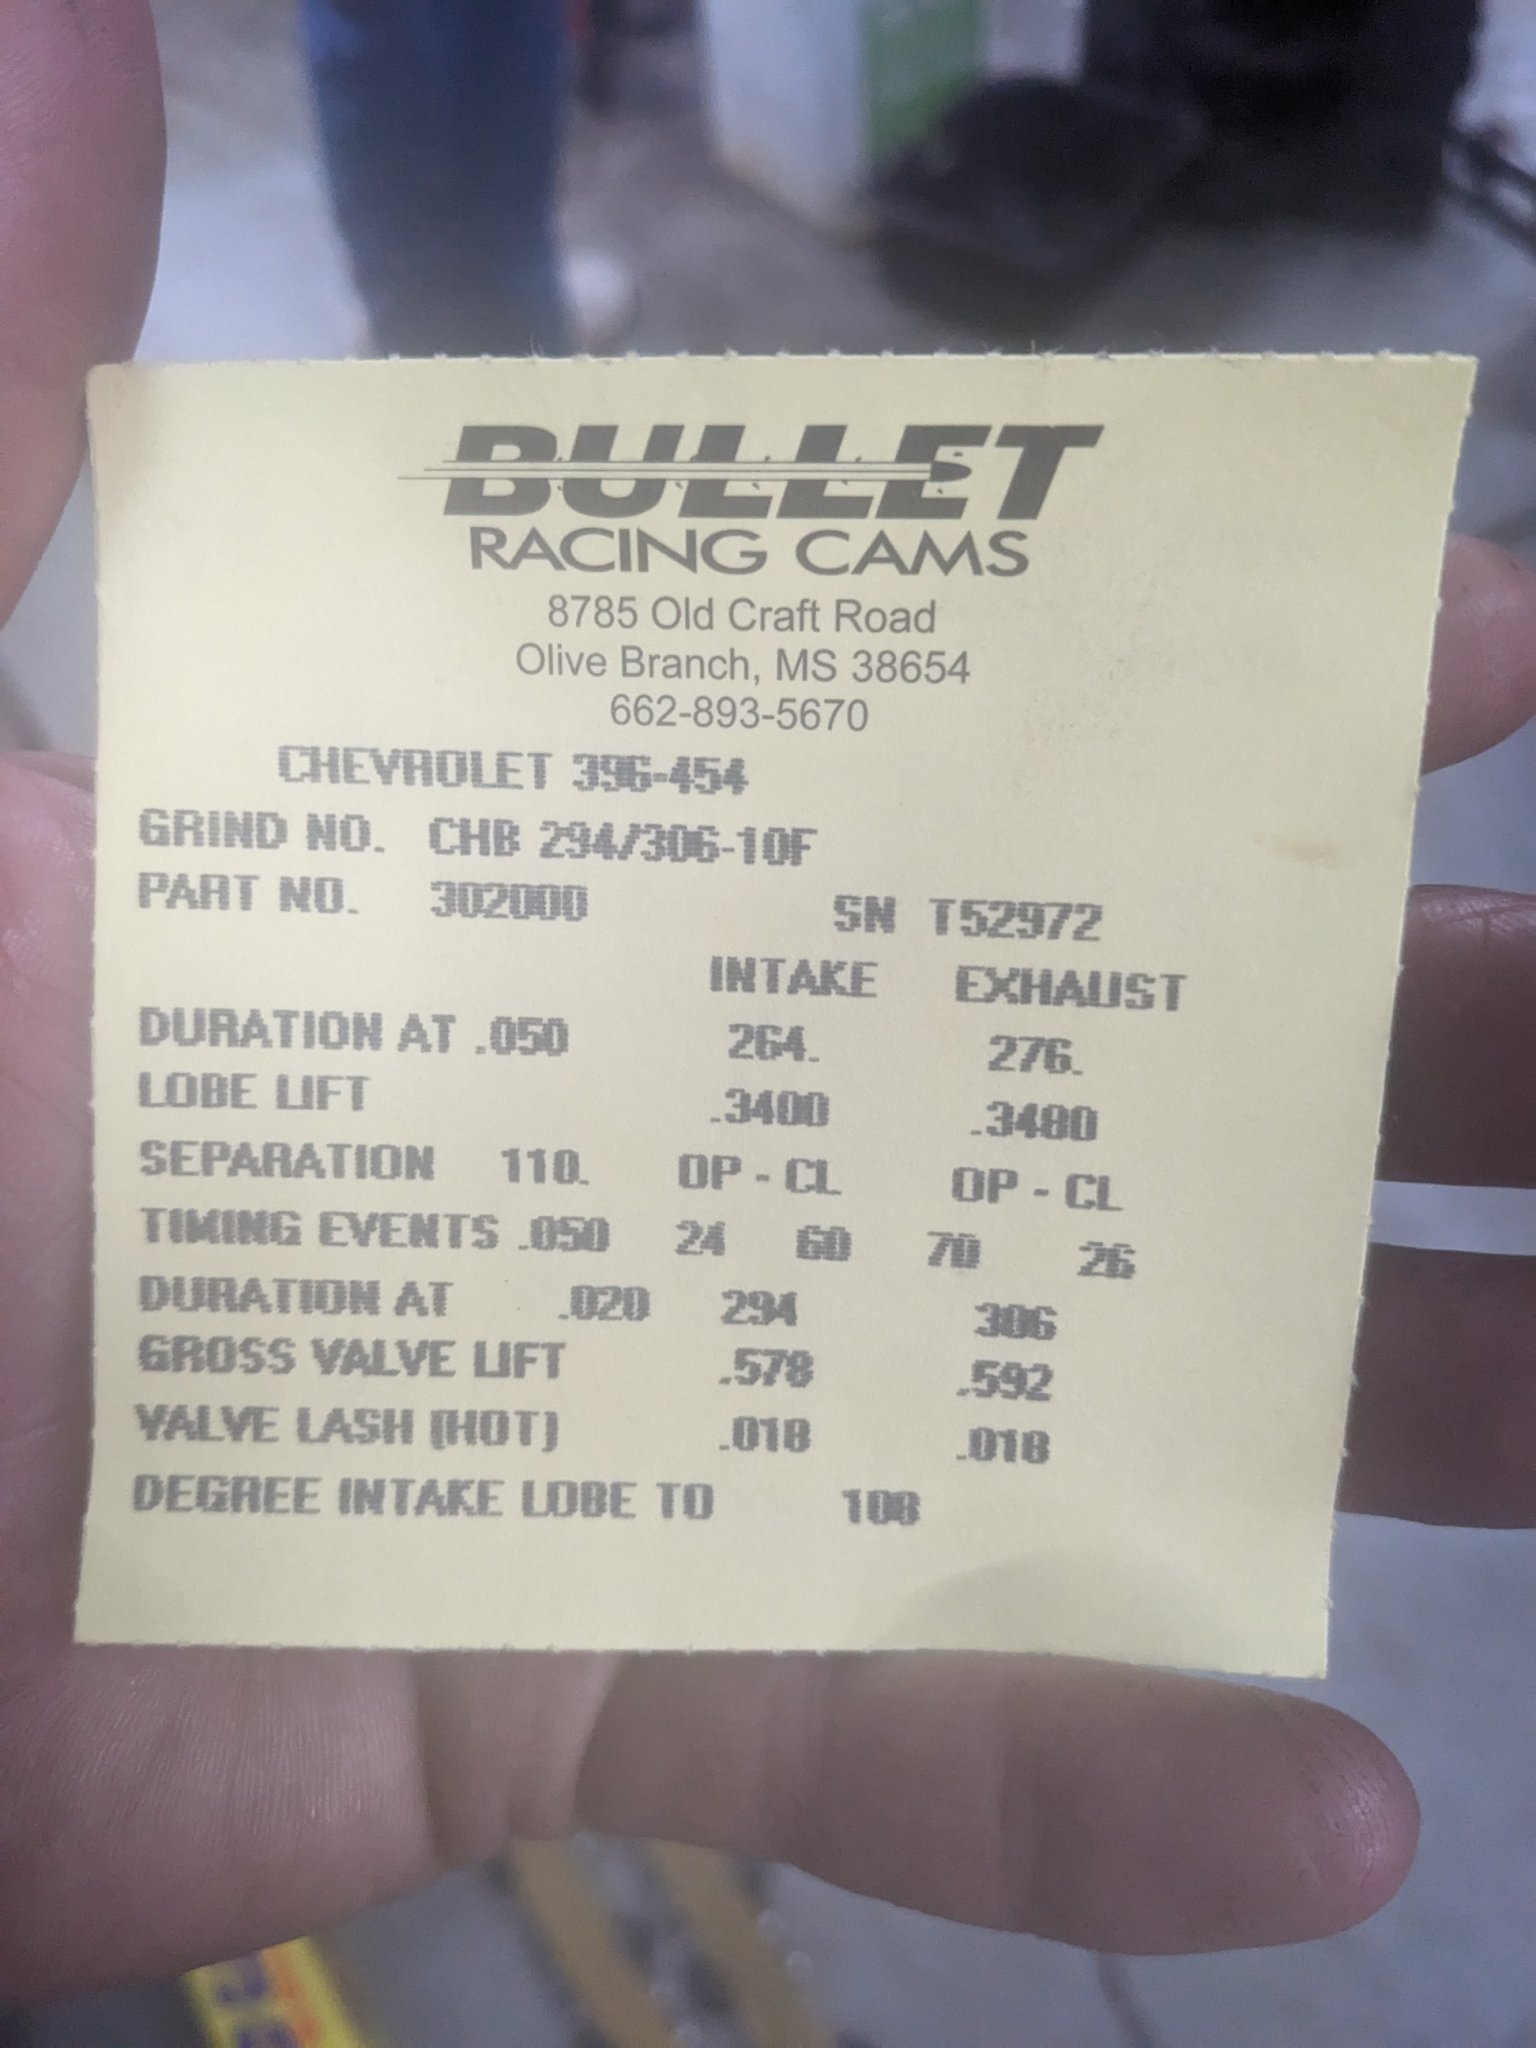 BULLET
RACING CAMS
8785 Old Craft Road
Olive Branch, MS 38654
662-893-5670
CHEVROLET 396-454
GRIND NO. CHB 294/306-10F
PART NO. 302000 SN T52972
INTAKE EXHAUST
DURATION AT .050 264. 276.
LOBE LIFT .3400 .3480
SEPARATION 110. OP - CL OP - CL
TIMING EVENTS .050 24 60 70 26
DURATION AT .020 294 306
GROSS VALVE LIFT .578 .592
VALVE LASH (HOT) .018 .018
DEGREE INTAKE LOBE TO 108